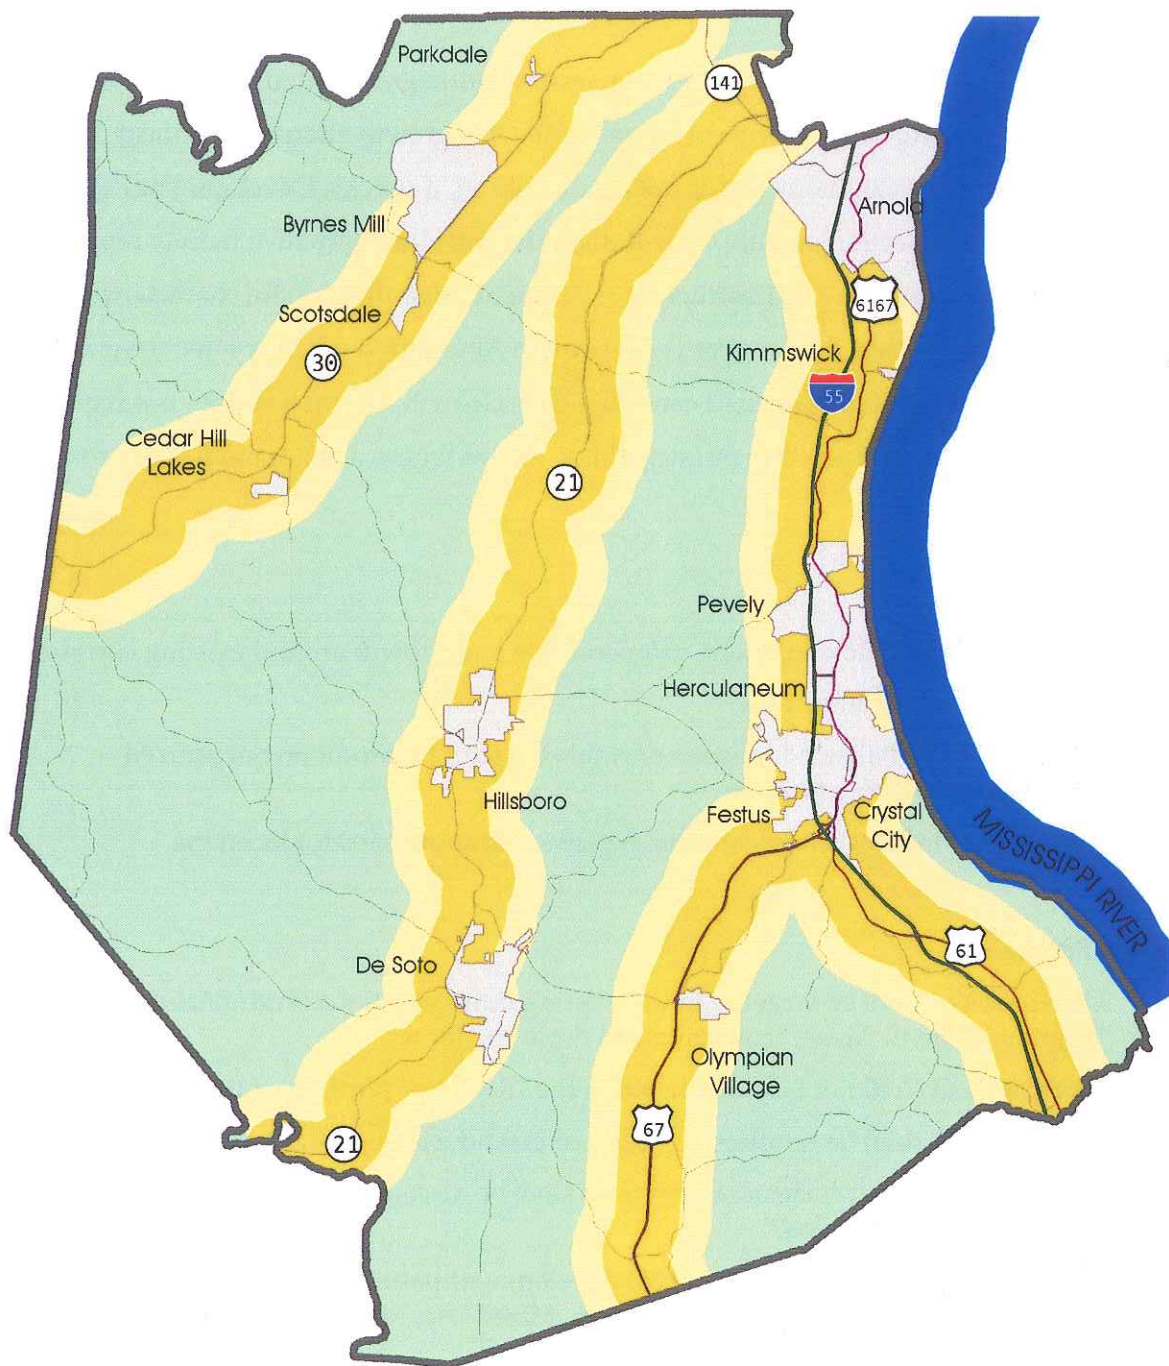 Parkdale
141
Byrnes Mill
Arnold
Scotsdale
6167
30
Kimmswick
55
Cedar Hill
Lakes
21
Pevely
Herculaneum
Hillsboro
Festus
Crystal
City
MISSISSIPPI RIVER
61
De Soto
Olympian
Village
67
21